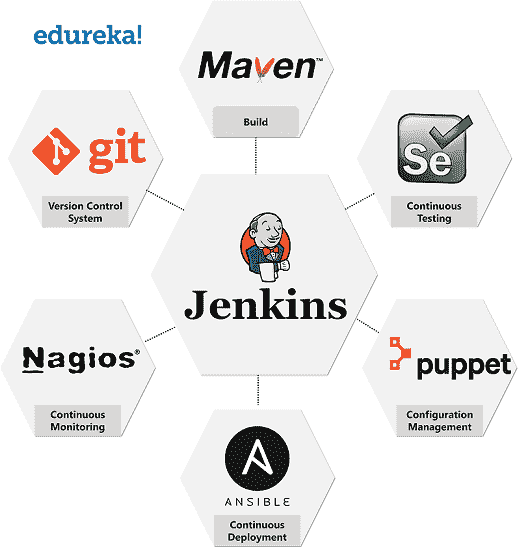 edureka!
Maven™
Build
git
Version Control
System
Se
Continuous
Testing
Jenkins
Nagios®
Continuous
Monitoring
puppet
Configuration
Management
ANSIBLE
Continuous
Deployment